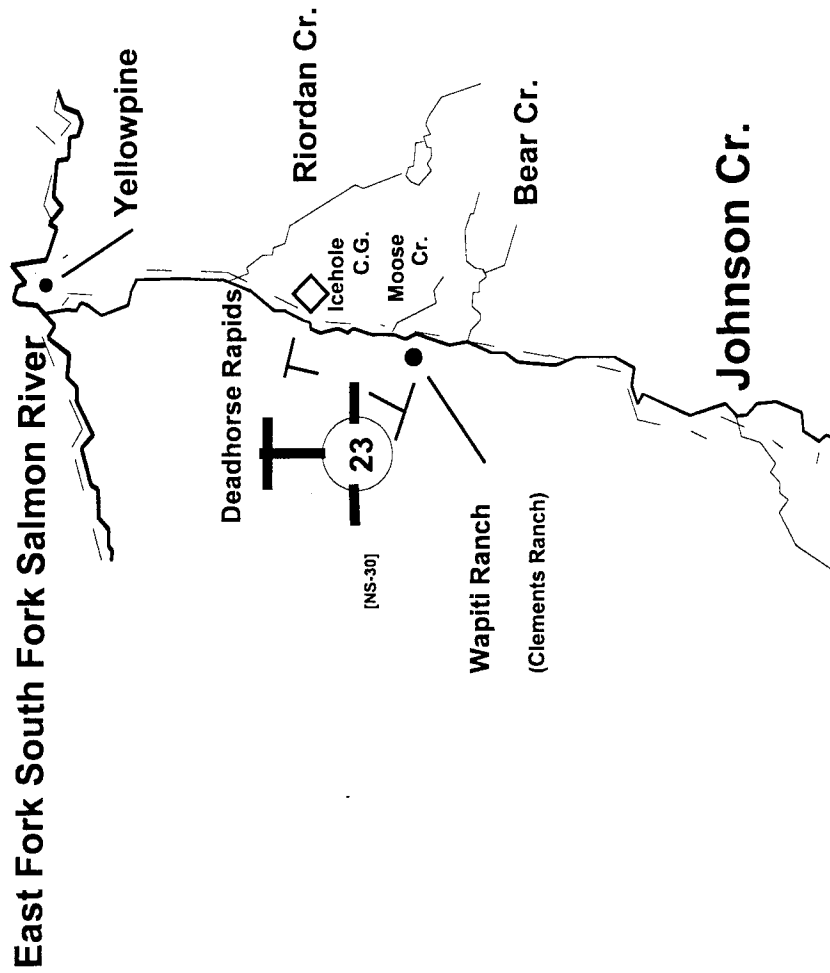 East Fork South Fork Salmon River
Yellowpine
Riordan Cr.
Deadhorse Rapids
Icehole
C.G.
Moose
Cr.
Bear Cr.
23
[NS-30]
Wapiti Ranch
(Clements Ranch)
Johnson Cr.